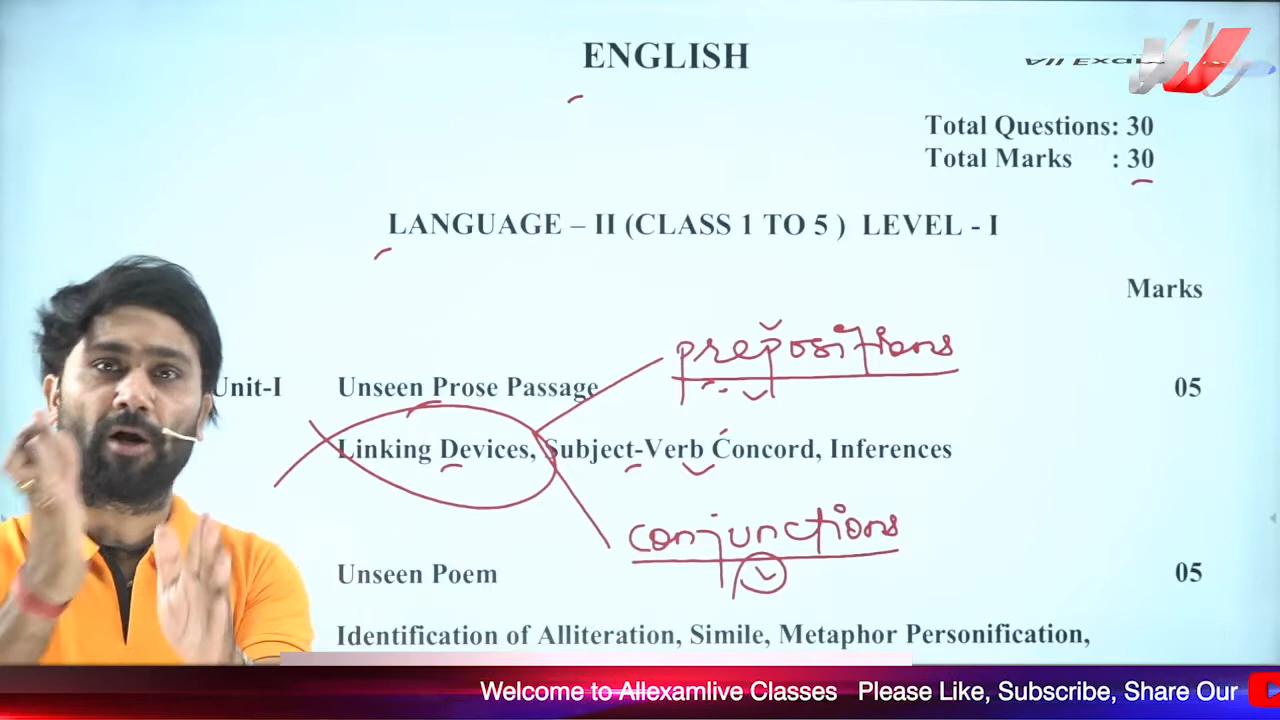 ENGLISH
Total Questions: 30
Total Marks : 30
LANGUAGE – II (CLASS 1 TO 5 ) LEVEL - I
Marks
prepositions
Unit-I Unseen Prose Passage 05
Linking Devices, Subject-Verb Concord, Inferences
conjunctions
Unseen Poem 05
Identification of Alliteration, Simile, Metaphor Personification,
Welcome to Allexamlive Classes Please Like, Subscribe, Share Our